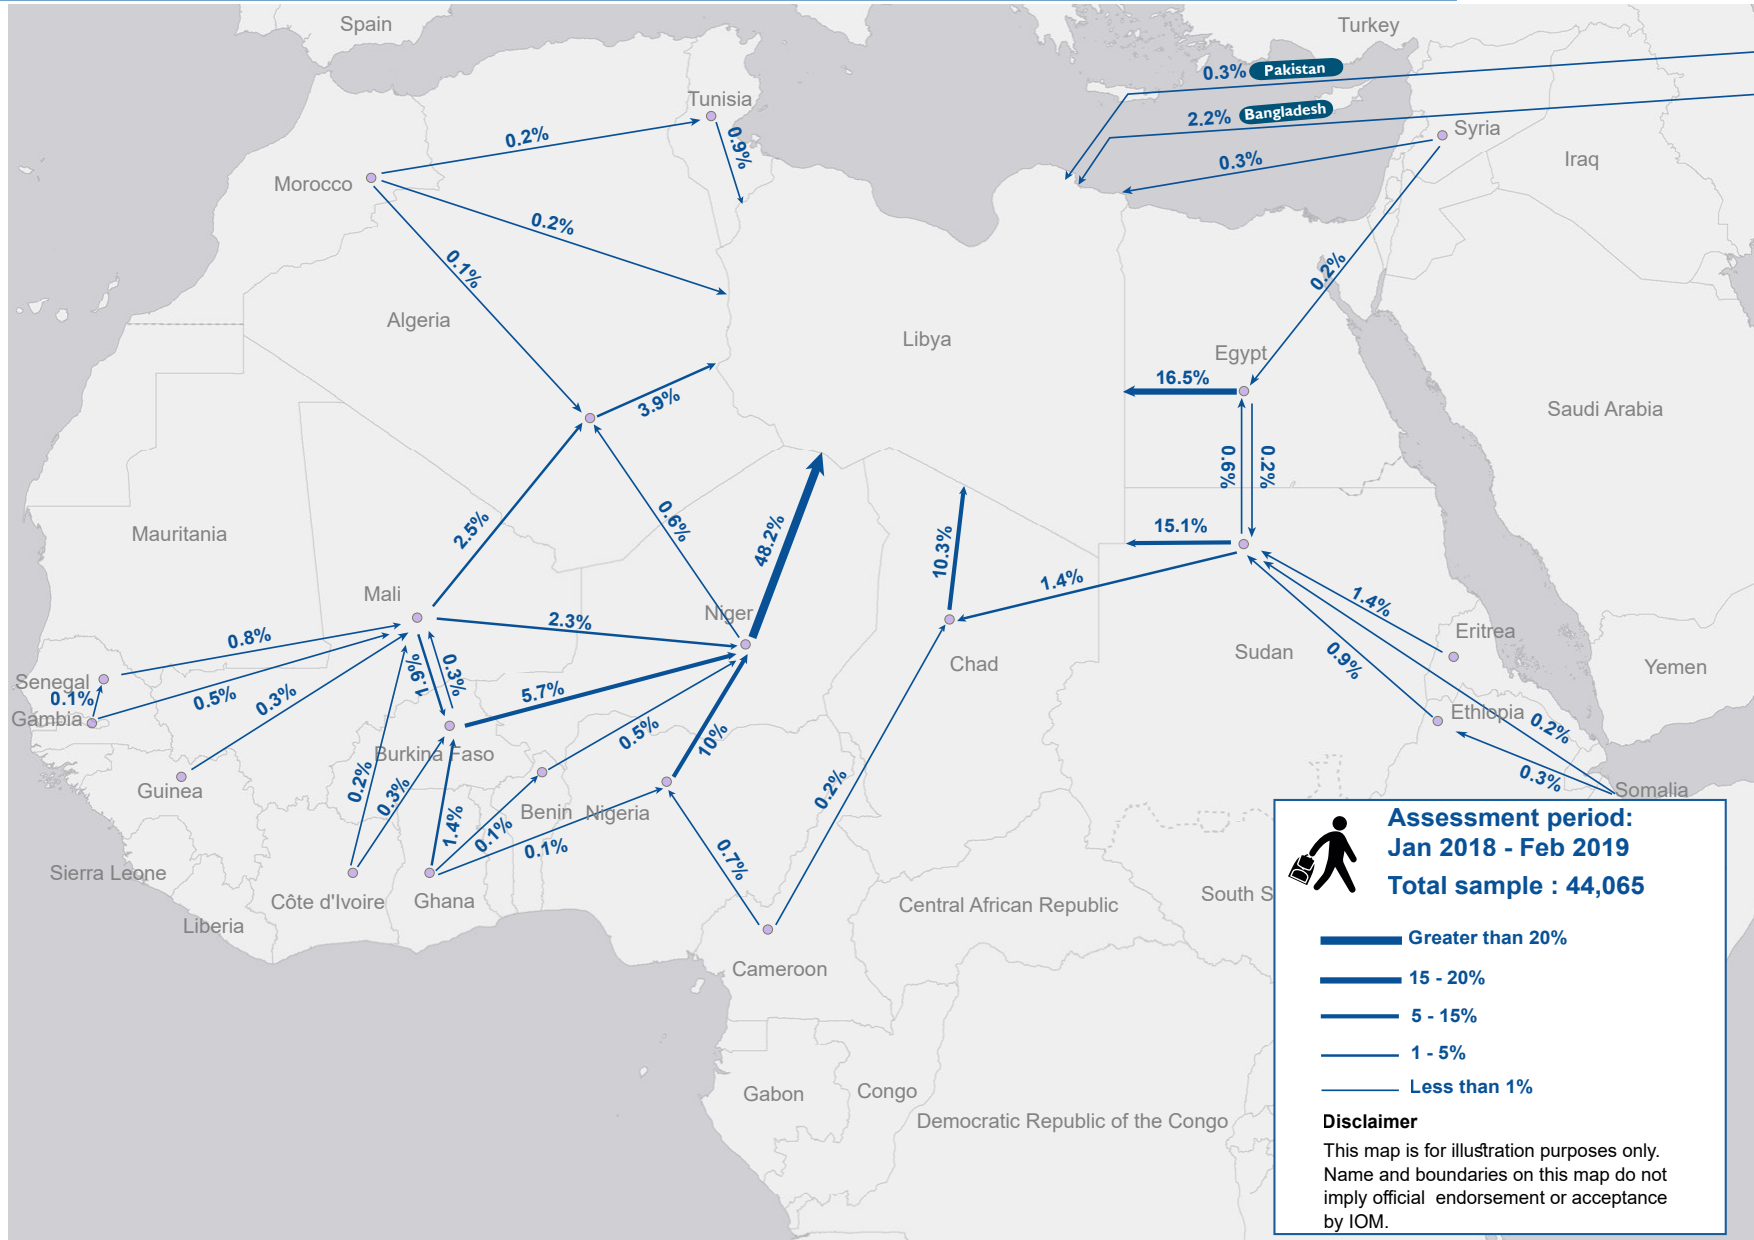 Spain
Turkey
0.3% Pakistan
Tunisia
2.2% Bangladesh
Syria
0.2%
0.9%
0.3%
Iraq
Morocco
0.2%
0.1%
0.2%
Algeria
Libya
Egypt
16.5%
3.9%
Saudi Arabia
0.6%
0.2%
2.5%
0.6%
48.2%
15.1%
Mauritania
10.3%
1.4%
Mali
1.4%
Niger
2.3%
0.8%
Eritrea
Sudan
0.9%
Chad
Yemen
1.9%
0.3%
Senegal
0.1%
0.5%
0.3%
5.7%
Gambia
Ethiopia
0.2%
0.5%
10%
Burkina Faso
0.3%
Guinea
0.2%
0.3%
0.2%
Somalia
Benin
Nigeria
1.4%
0.1%
0.1%
0.7%
Sierra Leone
Côte d'Ivoire
Ghana
Liberia
Central African Republic
South S
Cameroon
Gabon
Congo
Democratic Republic of the Congo
Assessment period:
Jan 2018 - Feb 2019
Total sample : 44,065
Greater than 20%
15 - 20%
5 - 15%
1 - 5%
Less than 1%
Disclaimer
This map is for illustration purposes only.
Name and boundaries on this map do not
imply official endorsement or acceptance
by IOM.